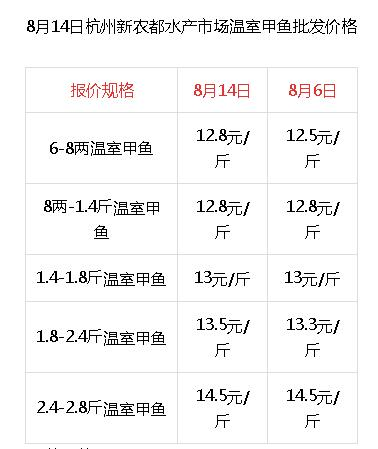 8月14日杭州新农都水产市场温室甲鱼批发价格
报价规格 8月14日 8月6日
6-8两温室甲鱼 12.8元/斤 12.5元/斤
8两-1.4斤温室甲鱼 12.8元/斤 12.8元/斤
1.4-1.8斤温室甲鱼 13元/斤 13元/斤
1.8-2.4斤温室甲鱼 13.5元/斤 13.3元/斤
2.4-2.8斤温室甲鱼 14.5元/斤 14.5元/斤